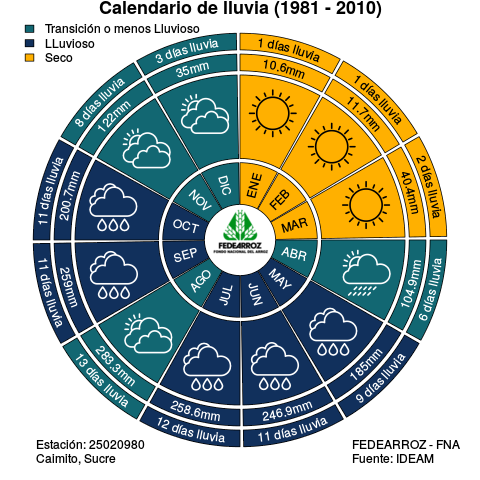 Calendario de lluvia (1981 - 2010)
Transición o menos Lluvioso
LLuvioso
Seco
1 días lluvia
10.6mm
ENE
1 días lluvia
11.7mm
FEB
2 días lluvia
40.4mm
MAR
6 días lluvia
104.9mm
ABR
9 días lluvia
185mm
MAY
11 días lluvia
246.9mm
JUN
12 días lluvia
258.6mm
JUL
13 días lluvia
283.3mm
AGO
11 días lluvia
259mm
SEP
11 días lluvia
200.7mm
OCT
8 días lluvia
122mm
NOV
3 días lluvia
35mm
DIC
FEDEARROZ
FONDO NACIONAL DEL ARROZ
Estación: 25020980
Caimito, Sucre
FEDEARROZ - FNA
Fuente: IDEAM